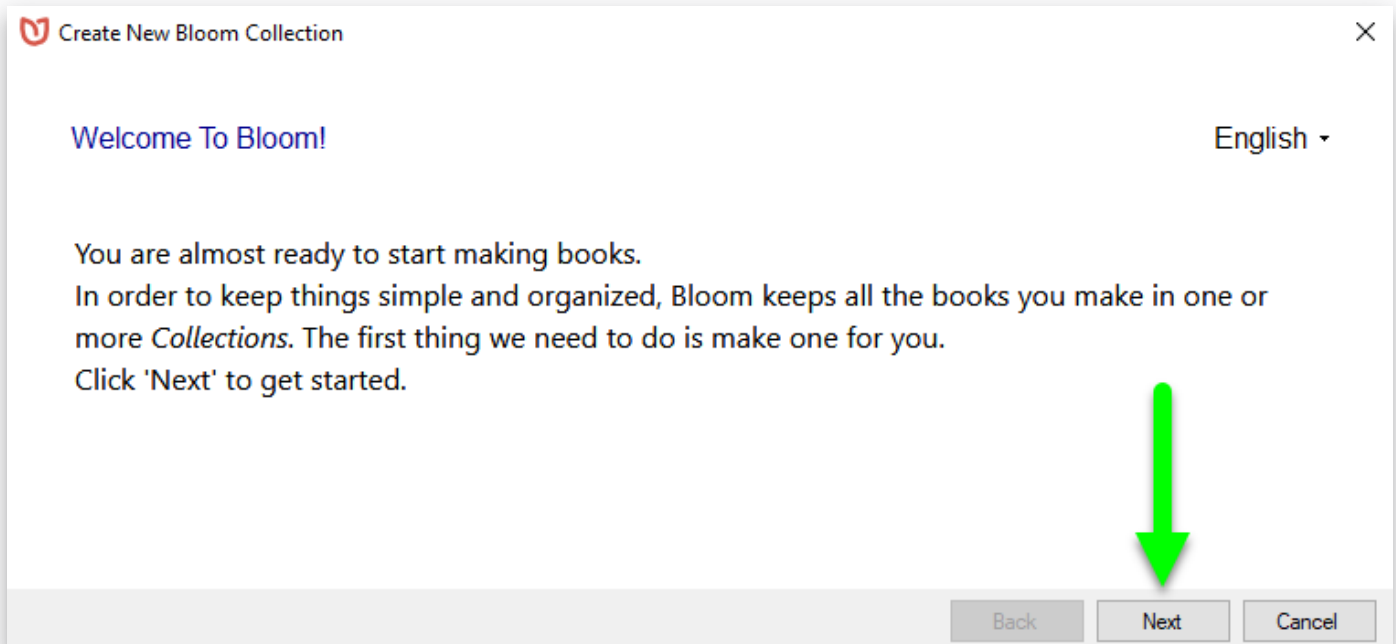 Create New Bloom Collection
Welcome To Bloom!
English
You are almost ready to start making books.
In order to keep things simple and organized, Bloom keeps all the books you make in one or
more Collections. The first thing we need to do is make one for you.
Click 'Next' to get started.
Back
Next
Cancel